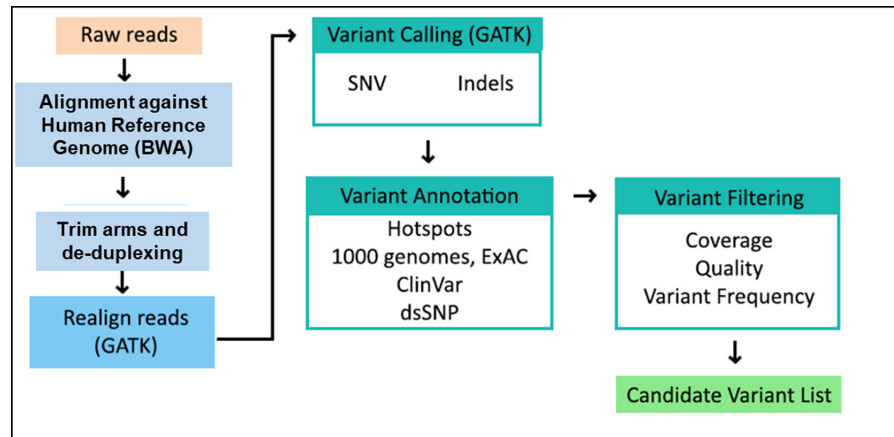 Raw reads
Alignment against
Human Reference
Genome (BWA)
Trim arms and
de-duplexing
Realign reads
(GATK)
Variant Calling (GATK)
SNV Indels
Variant Annotation
Hotspots
1000 genomes, ExAC
ClinVar
dsSNP
Variant Filtering
Coverage
Quality
Variant Frequency
Candidate Variant List